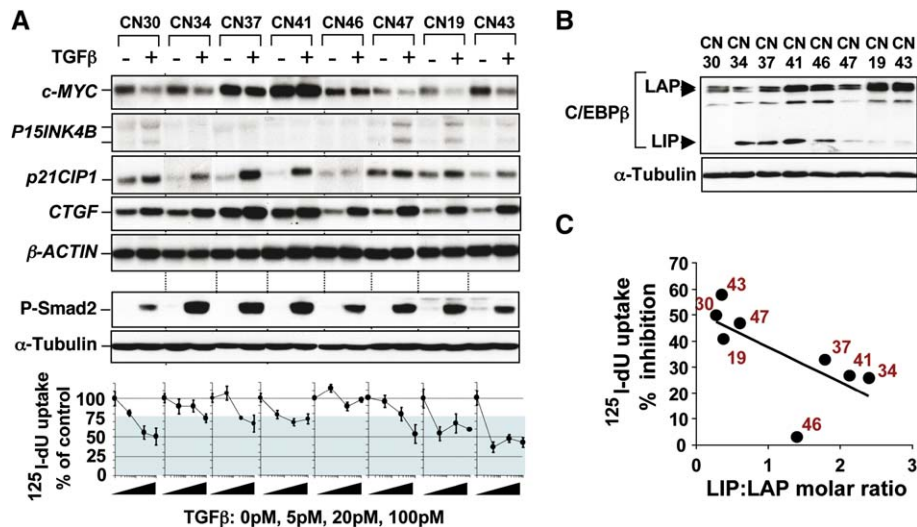 A
CN30 CN34 CN37 CN41 CN46 CN47 CN19 CN43
TGFβ: - + - + - + - + - + - + - + - +
c-MYC
P15INK4B
p21CIP1
CTGF
β-ACTIN
P-Smad2
α-Tubulin
125 I-dU uptake
% of control
100
75
50
25
TGFβ: 0pM, 5pM, 20pM, 100pM
B
CN CN CN CN CN CN CN CN
30 34 37 41 46 47 19 43
C/EBPβ
LAP
LIP
α-Tubulin
C
125 I-dU uptake
% inhibition
70
60
50
40
30
20
10
0
43
30
47
19
37
41
34
46
0 1 2 3
LIP:LAP molar ratio